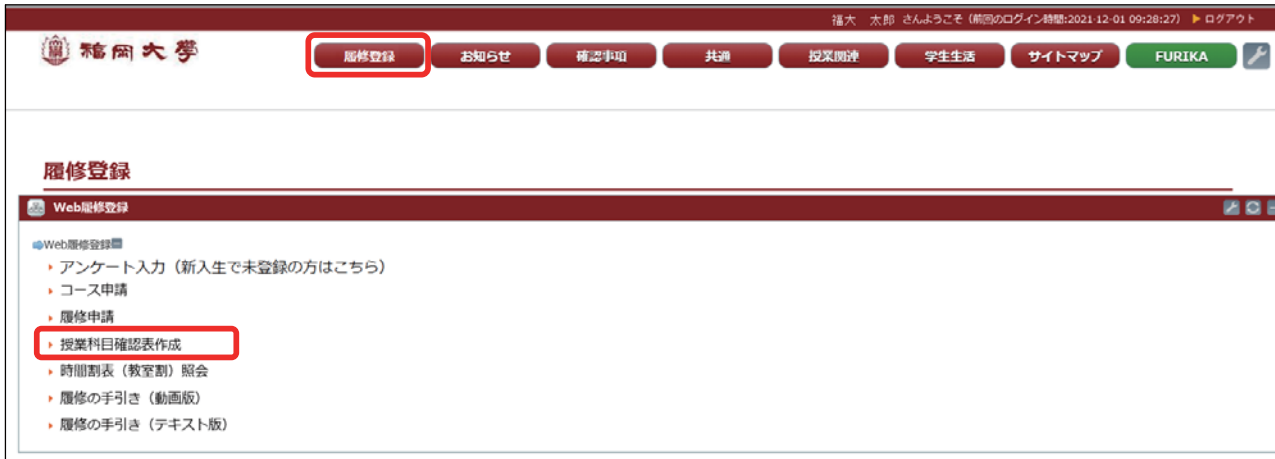 福大 太郎 さんようこそ（前回のログイン時間:2021-12-01 09:28:27） ログアウト
福岡大學
履修登録 お知らせ 確認事項 共通 授業関連 学生生活 サイトマップ FURIKA
履修登録
Web履修登録
Web履修登録
アンケート入力（新入生で未登録の方はこちら）
コース申請
履修申請
授業科目確認表作成
時間割表（教室割）照会
履修の手引き（動画版）
履修の手引き（テキスト版）